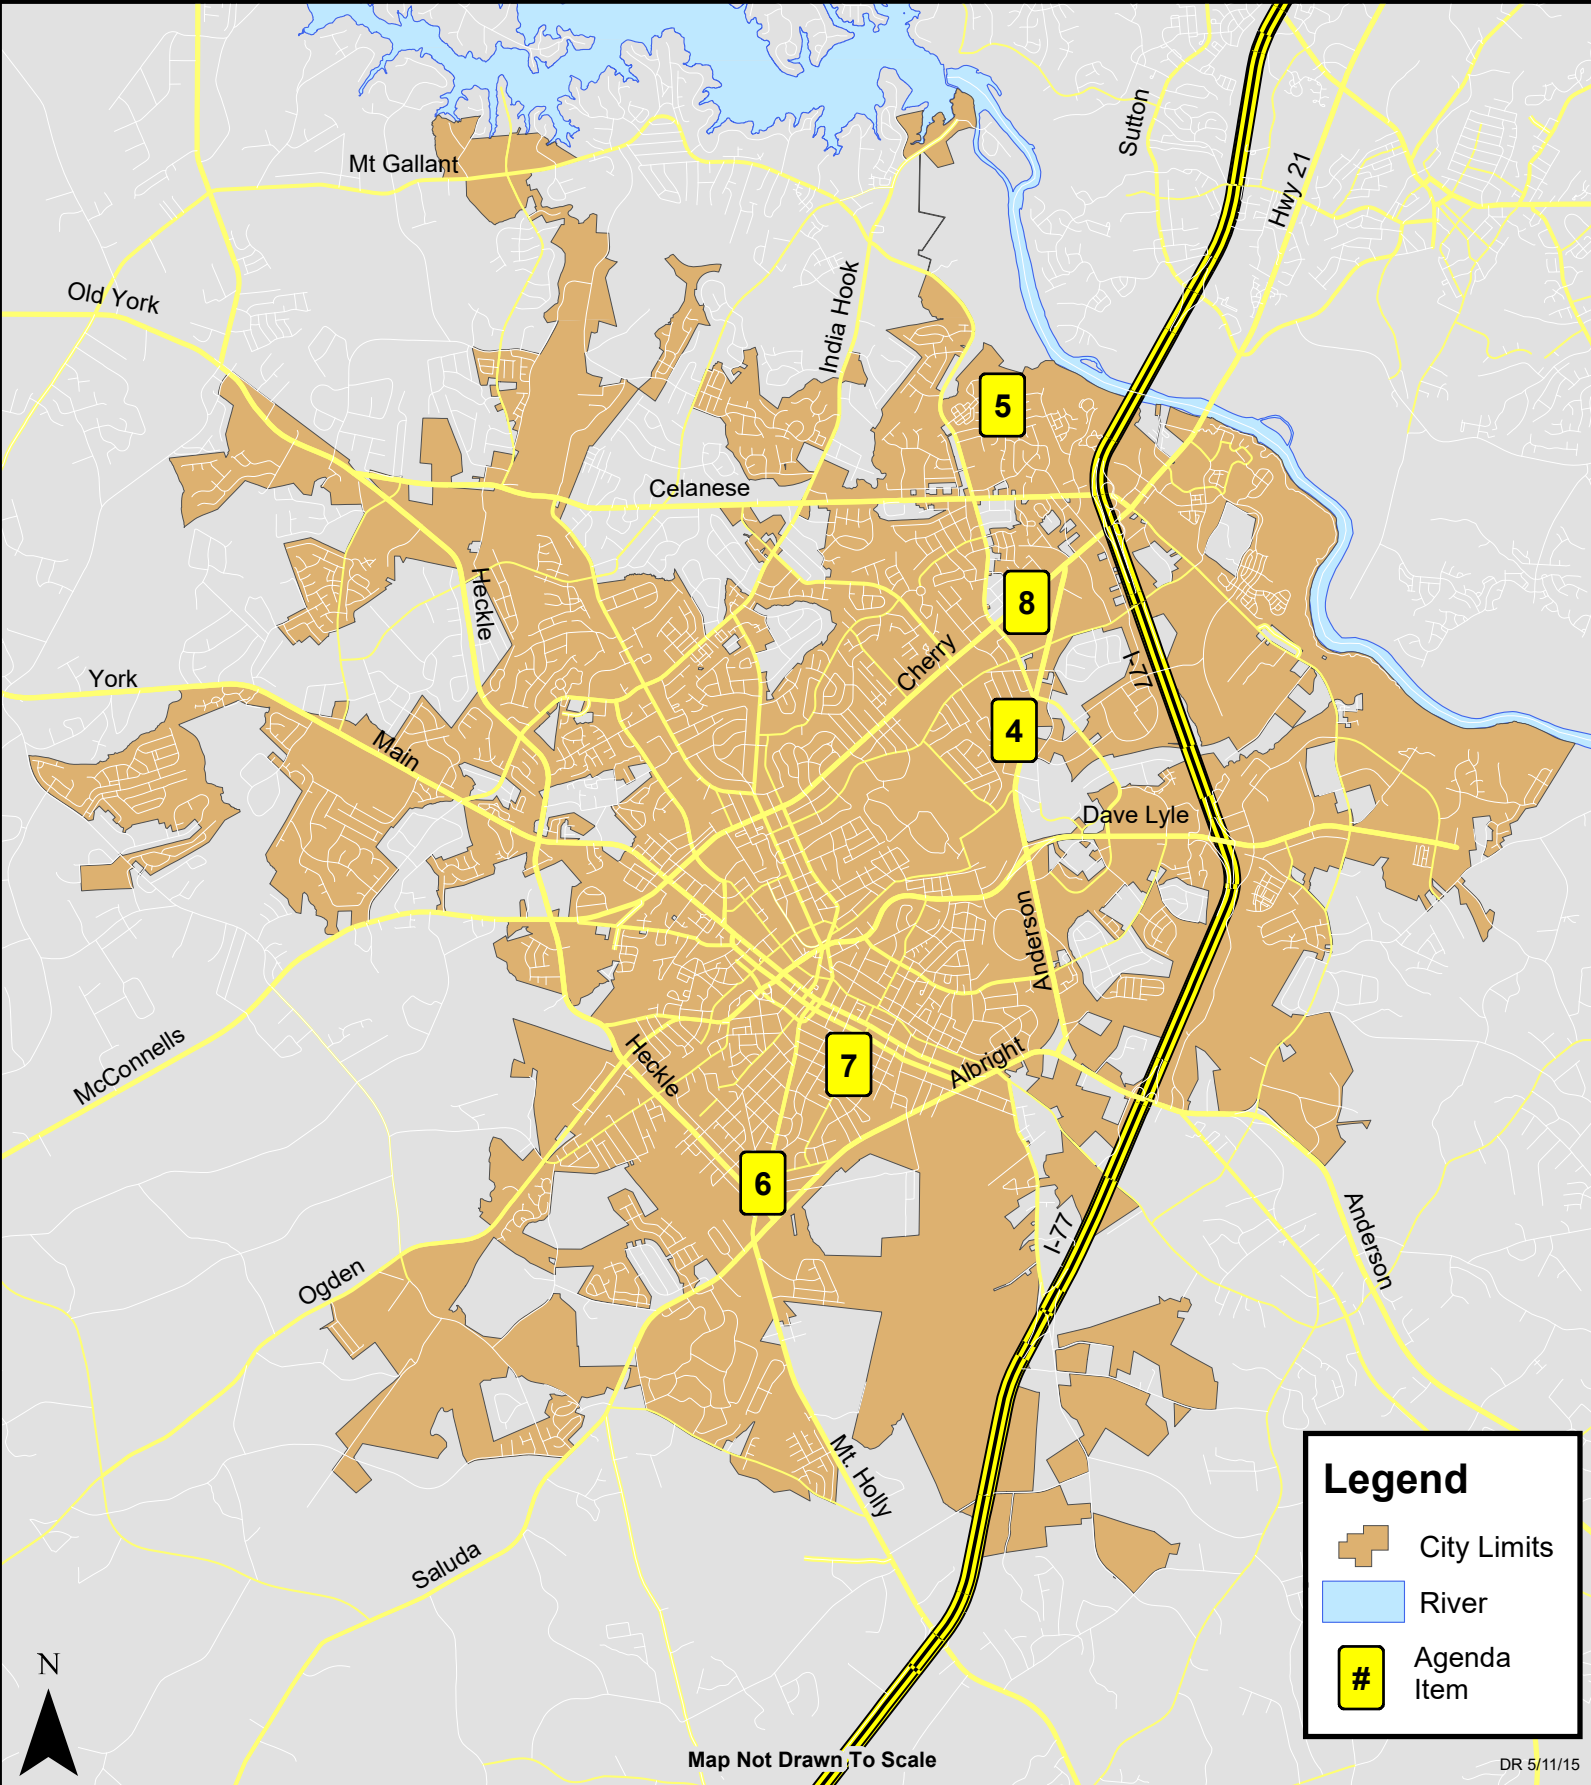 Sutton
Mt Gallant
Hwy 21
Old York
India Hook
5
Celanese
Heckle
8
Cherry
I-77
York
4
Main
Dave Lyle
Anderson
McConnells
Heckle
7
Albright
6
I-77
Anderson
Ogden
Mt. Holly
Saluda
Legend
City Limits
River
#
Agenda
Item
N
Map Not Drawn To Scale
DR 5/11/15